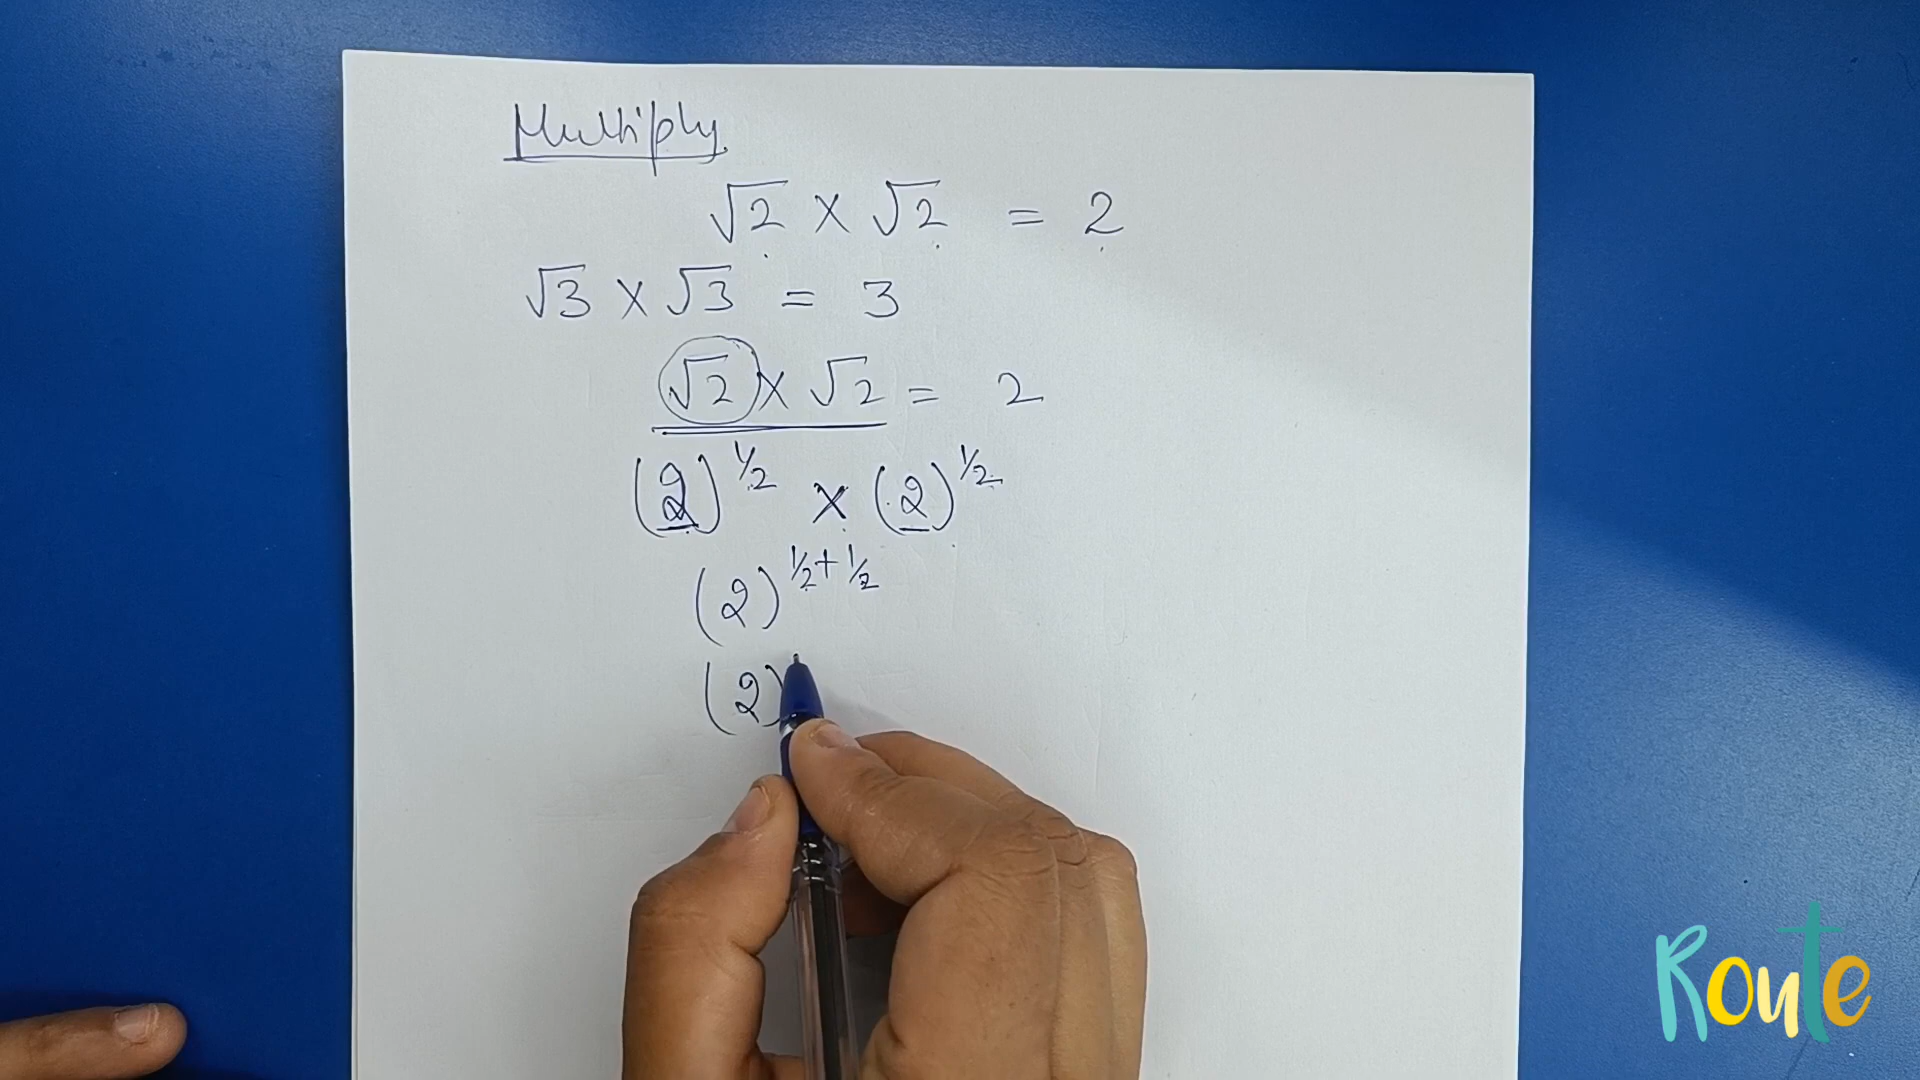 Multiply
√2 × √2 = 2
√3 × √3 = 3
√2 × √2 = 2
(2)^1/2 × (2)^1/2
(2)^1/2+1/2
(2)
Route